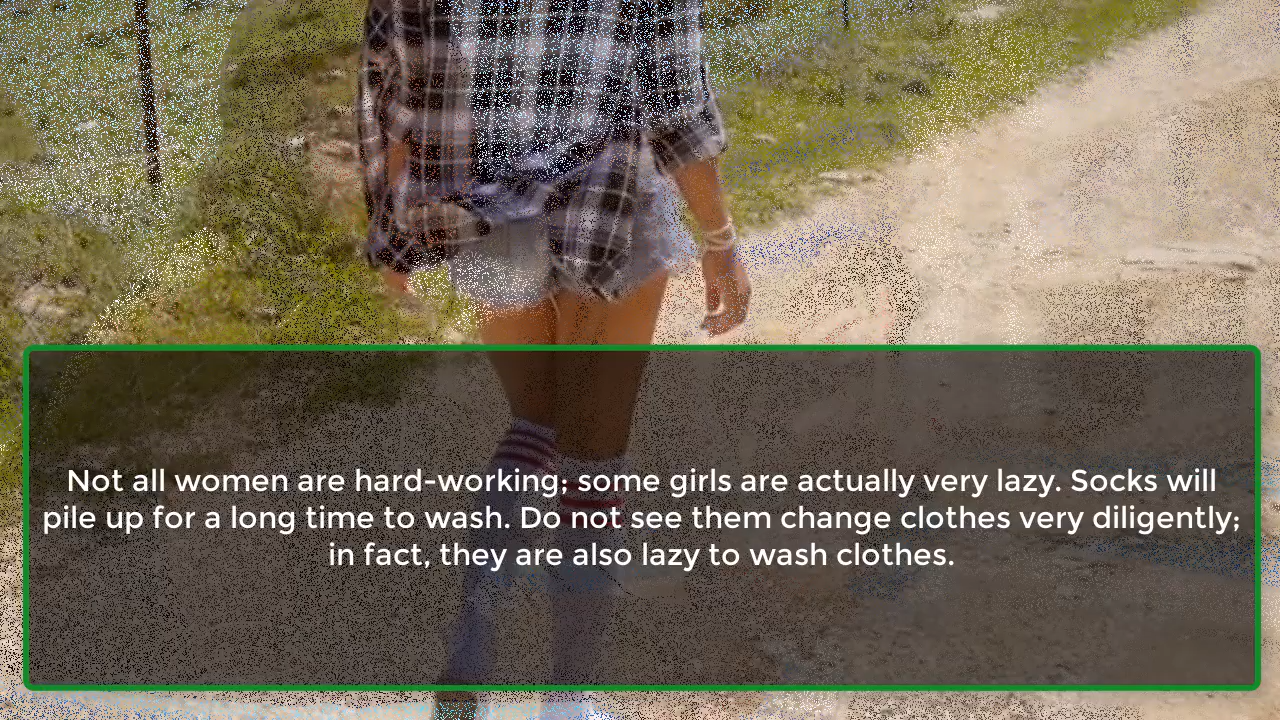 Not all women are hard-working; some girls are actually very lazy. Socks will
pile up for a long time to wash. Do not see them change clothes very diligently;
in fact, they are also lazy to wash clothes.